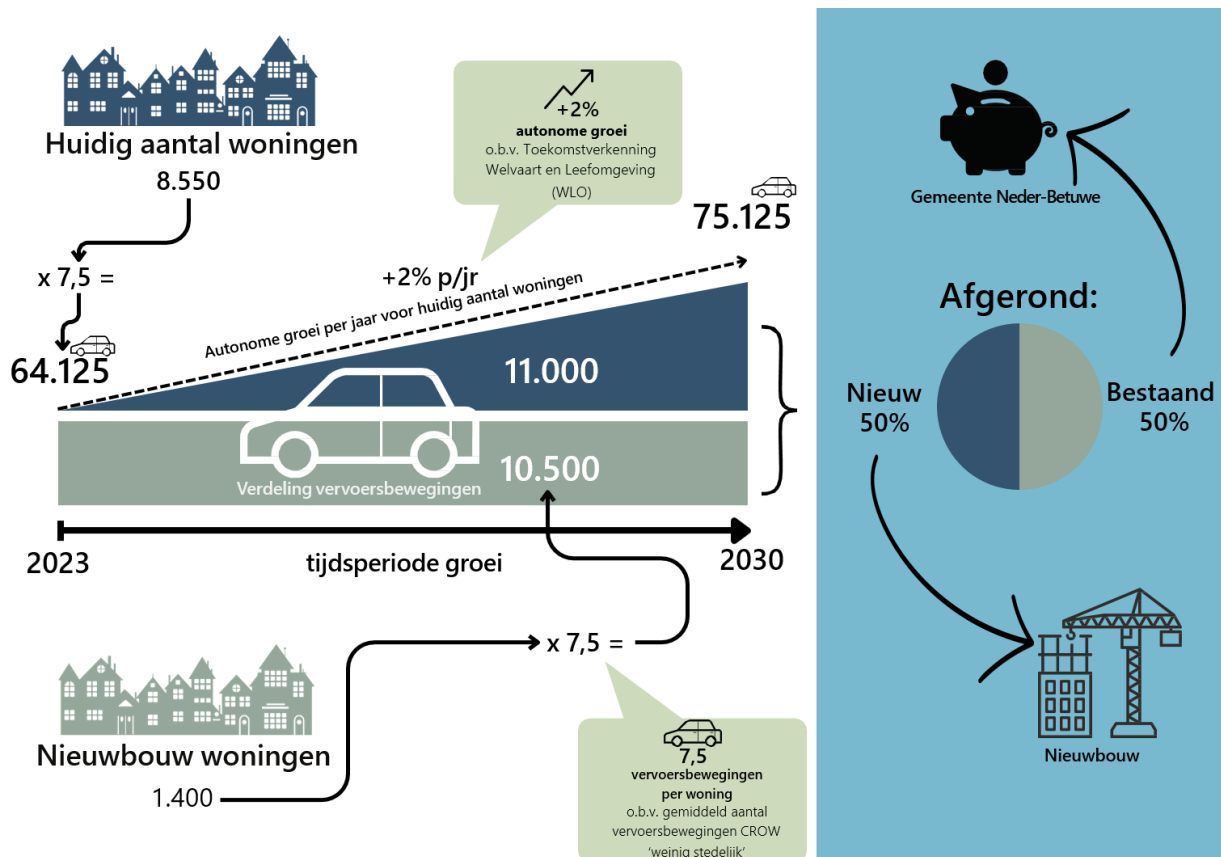 Huidig aantal woningen
8.550
x 7,5 =
64.125
+2%
autonome groei
o.b.v. Toekomstverkenning
Welvaart en Leefomgeving
(WLO)
75.125
+2% p/jr
Autonome groei per jaar voor huidig aantal woningen
11.000
10.500
Verdeling vervoersbewegingen
2023
tijdsperiode groei
2030
x 7,5 =
Nieuwbouw woningen
1.400
7,5
vervoersbewegingen
per woning
o.b.v. gemiddeld aantal
vervoersbewegingen CROW
'weinig stedelijk'
Gemeente Neder-Betuwe
Afgerond:
Nieuw
50%
Bestaand
50%
Nieuwbouw